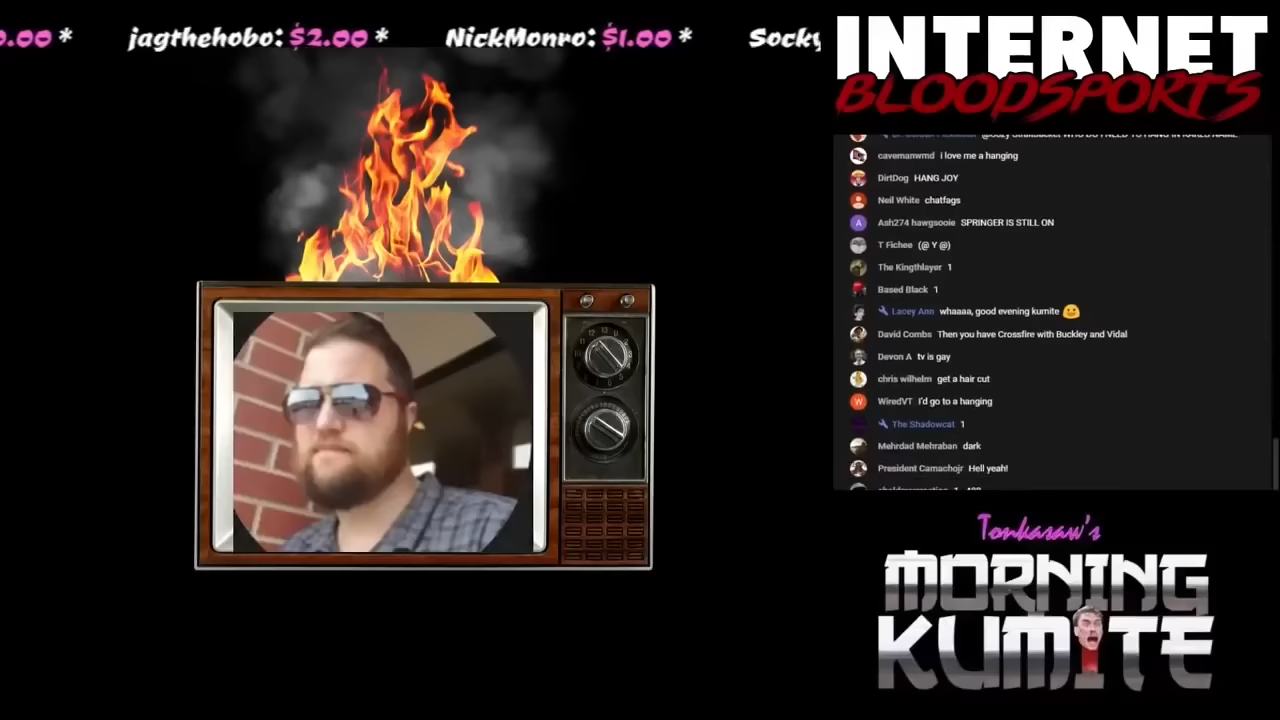 0.00 * jagthehobo: $2.00 * NickMonro: $1.00 * Socky
INTERNET
BLOODSPORTS
cavemanwmd i love me a hanging
DirtDog HANG JOY
Neil White chatfags
A Ash274 hawgsooie SPRINGER IS STILL ON
T Fichee (@ Y @)
The Kingthlayer 1
Based Black 1
Lacey Ann whaaaa, good evening kumite
David Combs Then you have Crossfire with Buckley and Vidal
Devon A tv is gay
chris wilhelm get a hair cut
W WiredVT I'd go to a hanging
The Shadowcat 1
Mehrdad Mehraban dark
President Camachojr Hell yeah!
Tonkasaw's
MORNING
KUMITE